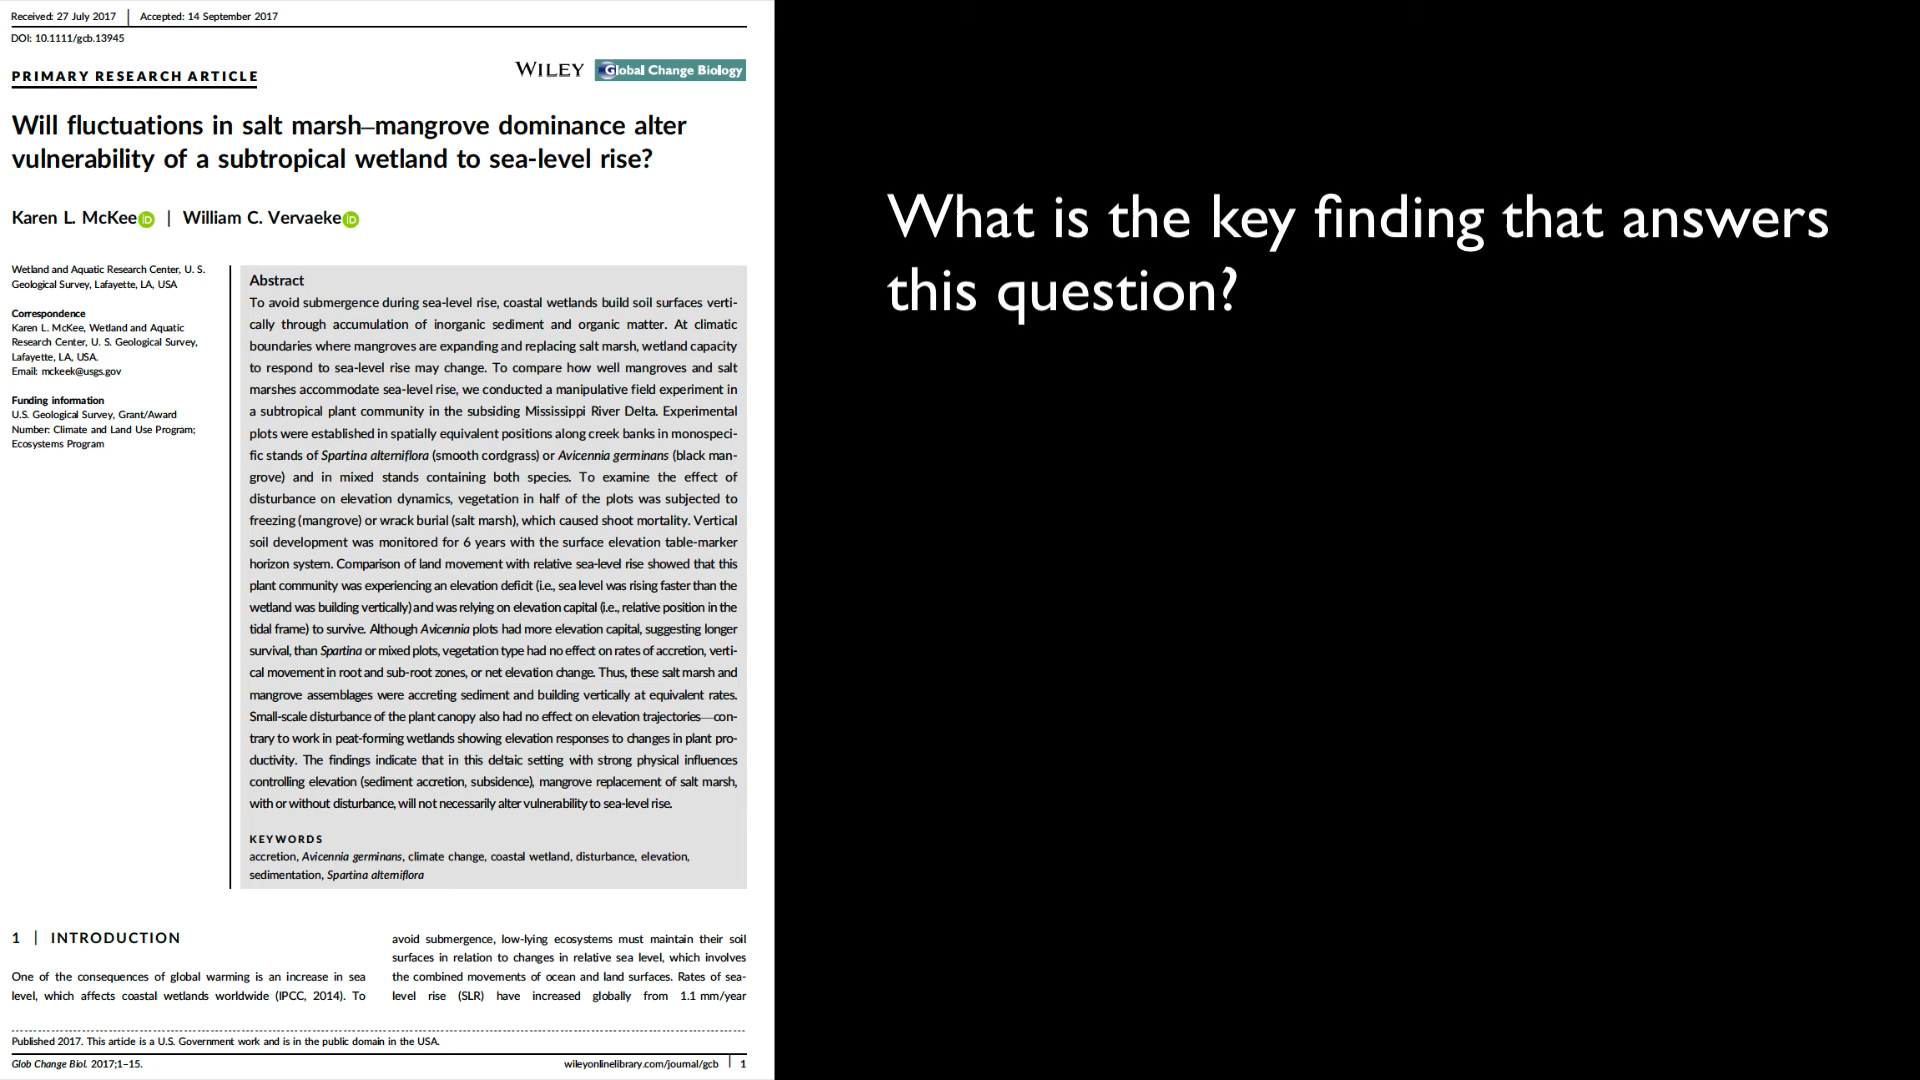 Received: 27 July 2017 | Accepted: 14 September 2017
DOI: 10.1111/gcb.13945
PRIMARY RESEARCH ARTICLE
WILEY Global Change Biology
Will fluctuations in salt marsh–mangrove dominance alter
vulnerability of a subtropical wetland to sea-level rise?
Karen L. McKee iD | William C. Vervaeke iD
Wetland and Aquatic Research Center, U. S.
Geological Survey, Lafayette, LA, USA
Correspondence
Karen L. McKee, Wetland and Aquatic
Research Center, U. S. Geological Survey,
Lafayette, LA, USA.
Email: mckeek@usgs.gov
Funding information
U.S. Geological Survey, Grant/Award
Number: Climate and Land Use Program;
Ecosystems Program
Abstract
To avoid submergence during sea-level rise, coastal wetlands build soil surfaces verti-
cally through accumulation of inorganic sediment and organic matter. At climatic
boundaries where mangroves are expanding and replacing salt marsh, wetland capacity
to respond to sea-level rise may change. To compare how well mangroves and salt
marshes accommodate sea-level rise, we conducted a manipulative field experiment in
a subtropical plant community in the subsiding Mississippi River Delta. Experimental
plots were established in spatially equivalent positions along creek banks in monospeci-
fic stands of Spartina alterniflora (smooth cordgrass) or Avicennia germinans (black man-
grove) and in mixed stands containing both species. To examine the effect of
disturbance on elevation dynamics, vegetation in half of the plots was subjected to
freezing (mangrove) or wrack burial (salt marsh), which caused shoot mortality. Vertical
soil development was monitored for 6 years with the surface elevation table-marker
horizon system. Comparison of land movement with relative sea-level rise showed that this
plant community was experiencing an elevation deficit (i.e., sea level was rising faster than the
wetland was building vertically) and was relying on elevation capital (i.e., relative position in the
tidal frame) to survive. Although Avicennia plots had more elevation capital, suggesting longer
survival, than Spartina or mixed plots, vegetation type had no effect on rates of accretion, verti-
cal movement in root and sub-root zones, or net elevation change. Thus, these salt marsh and
mangrove assemblages were accreting sediment and building vertically at equivalent rates.
Small-scale disturbance of the plant canopy also had no effect on elevation trajectories—con-
trary to work in peat-forming wetlands showing elevation responses to changes in plant pro-
ductivity. The findings indicate that in this deltaic setting with strong physical influences
controlling elevation (sediment accretion, subsidence), mangrove replacement of salt marsh,
with or without disturbance, will not necessarily alter vulnerability to sea-level rise.
KEYWORDS
accretion, Avicennia germinans, climate change, coastal wetland, disturbance, elevation,
sedimentation, Spartina alterniflora
1 | INTRODUCTION
One of the consequences of global warming is an increase in sea
level, which affects coastal wetlands worldwide (IPCC, 2014). To
avoid submergence, low-lying ecosystems must maintain their soil
surfaces in relation to changes in relative sea level, which involves
the combined movements of ocean and land surfaces. Rates of sea-
level rise (SLR) have increased globally from 1.1 mm/year
Published 2017. This article is a U.S. Government work and is in the public domain in the USA.
Glob Change Biol. 2017;1–15.
wileyonlinelibrary.com/journal/gcb | 1
What is the key finding that answers
this question?